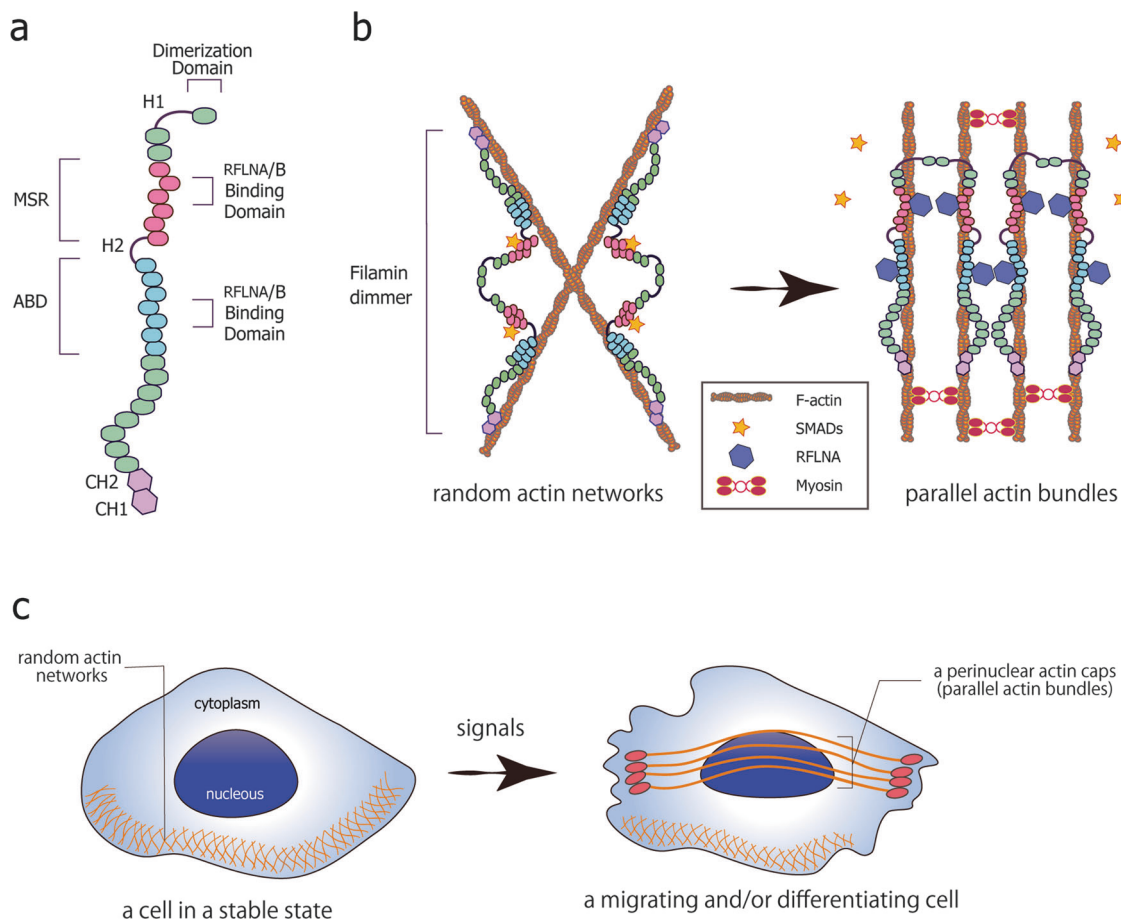 a
Dimerization
Domain
H1
MSR
RFLNA/B
Binding
Domain
H2
ABD
RFLNA/B
Binding
Domain
CH2
CH1
b
Filamin
dimmer
random actin networks
F-actin
SMADs
RFLNA
Myosin
parallel actin bundles
c
random actin
networks
cytoplasm
nucleous
a cell in a stable state
signals
a perinuclear actin caps
(parallel actin bundles)
a migrating and/or differentiating cell